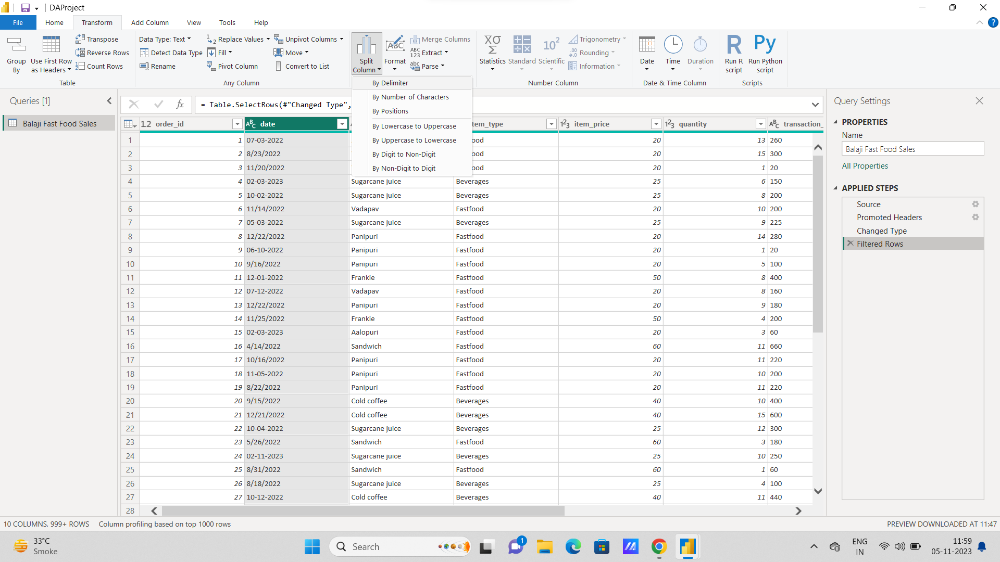 DAProject
File Home Transform Add Column View Tools Help
Group By
Use First Row as Headers
Transpose
Reverse Rows
Count Rows
Table
Data Type: Text
Detect Data Type
Rename
Replace Values
Fill
Pivot Column
Unpivot Columns
Move
Convert to List
Any Column
Split Column
Format
Merge Columns
Extract
Parse
Statistics
Standard
Scientific
Trigonometry
Rounding
Information
Number Column
Date
Time
Duration
Date & Time Column
Run R script
Run Python script
Scripts
By Delimiter
By Number of Characters
By Positions
By Lowercase to Uppercase
By Uppercase to Lowercase
By Digit to Non-Digit
By Non-Digit to Digit
Queries [1]
Balaji Fast Food Sales
= Table.SelectRows(#"Changed Type",
1.2 order_id ABC date tem_type 123 item_price 123 quantity ABC transaction_
1 1 07-03-2022 ood 20 13 260
2 2 8/23/2022 ood 20 15 300
3 3 11/20/2022 ood 20 1 20
4 4 02-03-2023 Sugarcane juice Beverages 25 6 150
5 5 10-02-2022 Sugarcane juice Beverages 25 8 200
6 6 11/14/2022 Vadapav Fastfood 20 10 200
7 7 05-03-2022 Sugarcane juice Beverages 25 9 225
8 8 12/22/2022 Panipuri Fastfood 20 14 280
9 9 06-10-2022 Panipuri Fastfood 20 1 20
10 10 9/16/2022 Panipuri Fastfood 20 5 100
11 11 12-01-2022 Frankie Fastfood 50 8 400
12 12 07-12-2022 Vadapav Fastfood 20 8 160
13 13 12/22/2022 Panipuri Fastfood 20 9 180
14 14 11/25/2022 Frankie Fastfood 50 4 200
15 15 02-03-2023 Aalopuri Fastfood 20 3 60
16 16 4/14/2022 Sandwich Fastfood 60 11 660
17 17 10/16/2022 Panipuri Fastfood 20 11 220
18 18 11-05-2022 Panipuri Fastfood 20 10 200
19 19 8/22/2022 Panipuri Fastfood 20 11 220
20 20 9/15/2022 Cold coffee Beverages 40 10 400
21 21 12/21/2022 Cold coffee Beverages 40 15 600
22 22 10-04-2022 Sugarcane juice Beverages 25 12 300
23 23 5/26/2022 Sandwich Fastfood 60 3 180
24 24 02-11-2023 Sugarcane juice Beverages 25 10 250
25 25 8/31/2022 Sandwich Fastfood 60 1 60
26 26 8/18/2022 Sugarcane juice Beverages 25 4 100
27 27 10-12-2022 Cold coffee Beverages 40 11 440
28
Query Settings
PROPERTIES
Name
Balaji Fast Food Sales
All Properties
APPLIED STEPS
Source
Promoted Headers
Changed Type
Filtered Rows
10 COLUMNS, 999+ ROWS Column profiling based on top 1000 rows PREVIEW DOWNLOADED AT 11:47
33°C
Smoke
Search
1
ENG
IN
11:59
05-11-2023